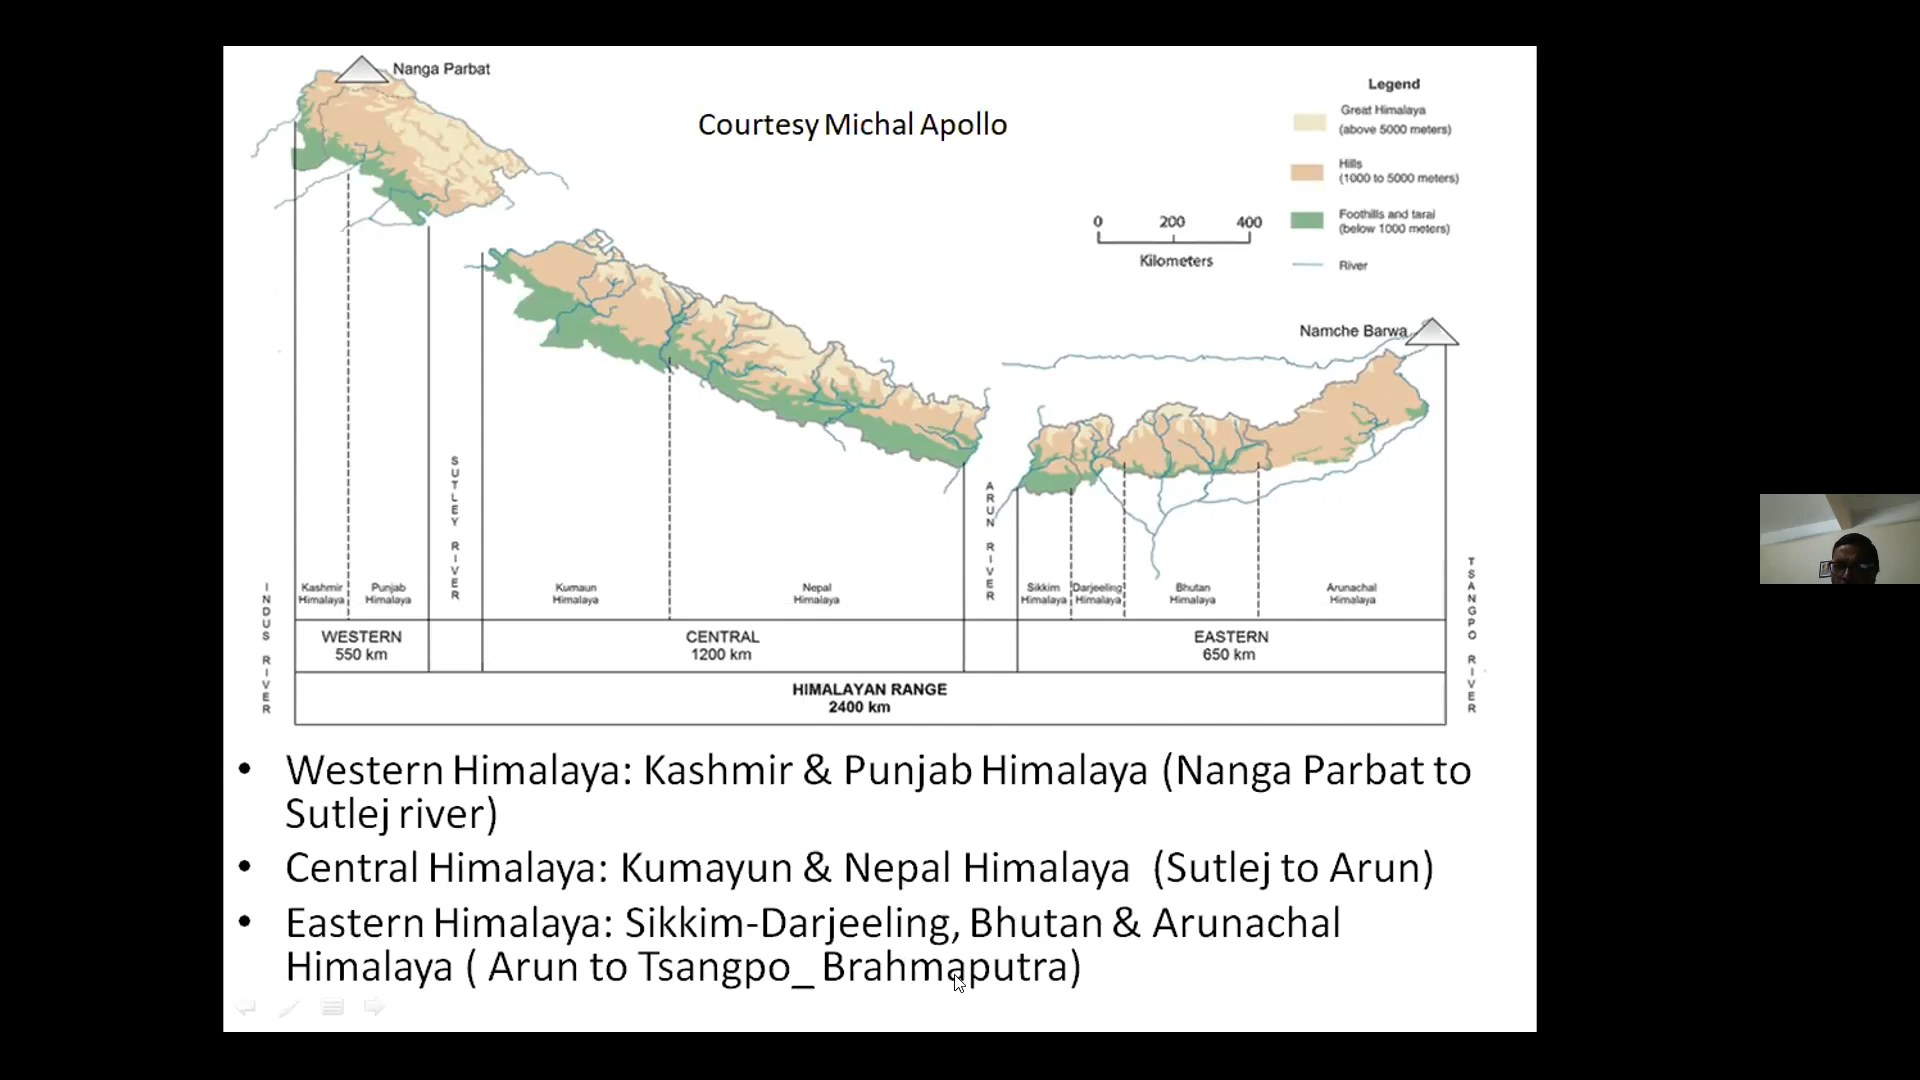 Nanga Parbat
Courtesy Michal Apollo
Legend
Great Himalaya
(above 5000 meters)
Hills
(1000 to 5000 meters)
Foothills and tarai
(below 1000 meters)
River
0 200 400
Kilometers
Namche Barwa
INDUS RIVER
SUTLEY RIVER
ARUN RIVER
TSANGPO RIVER
Kashmir
Himalaya
Punjab
Himalaya
Kumaun
Himalaya
Nepal
Himalaya
Sikkim
Himalaya
Darjeeling
Himalaya
Bhutan
Himalaya
Arunachal
Himalaya
WESTERN
550 km
CENTRAL
1200 km
EASTERN
650 km
HIMALAYAN RANGE
2400 km
• Western Himalaya: Kashmir & Punjab Himalaya (Nanga Parbat to
Sutlej river)
• Central Himalaya: Kumayun & Nepal Himalaya (Sutlej to Arun)
• Eastern Himalaya: Sikkim-Darjeeling, Bhutan & Arunachal
Himalaya ( Arun to Tsangpo_ Brahmaputra)